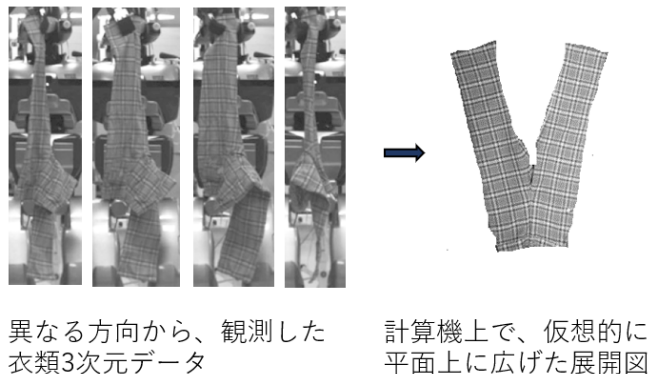 異なる方向から、観測した
衣類3次元データ
計算機上で、仮想的に
平面上に広げた展開図